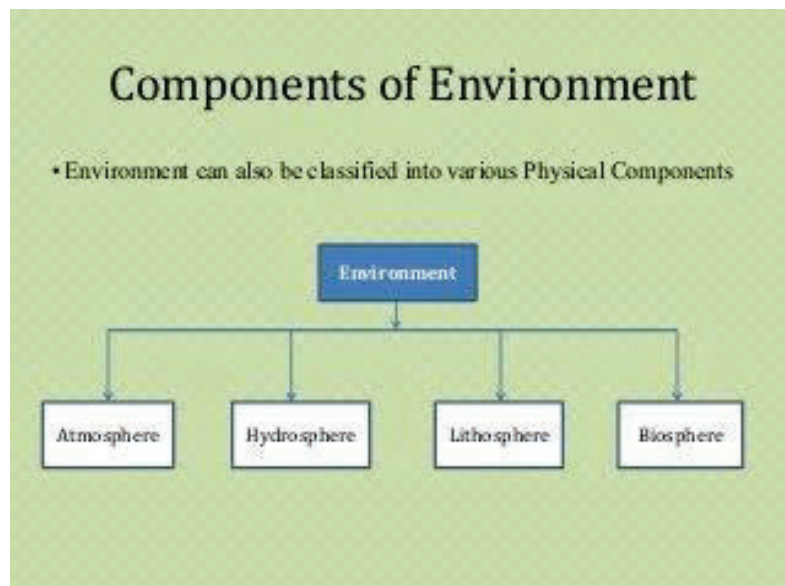 Components of Environment
• Environment can also be classified into various Physical Components
Environment
Atmosphere
Hydrosphere
Lithosphere
Biosphere